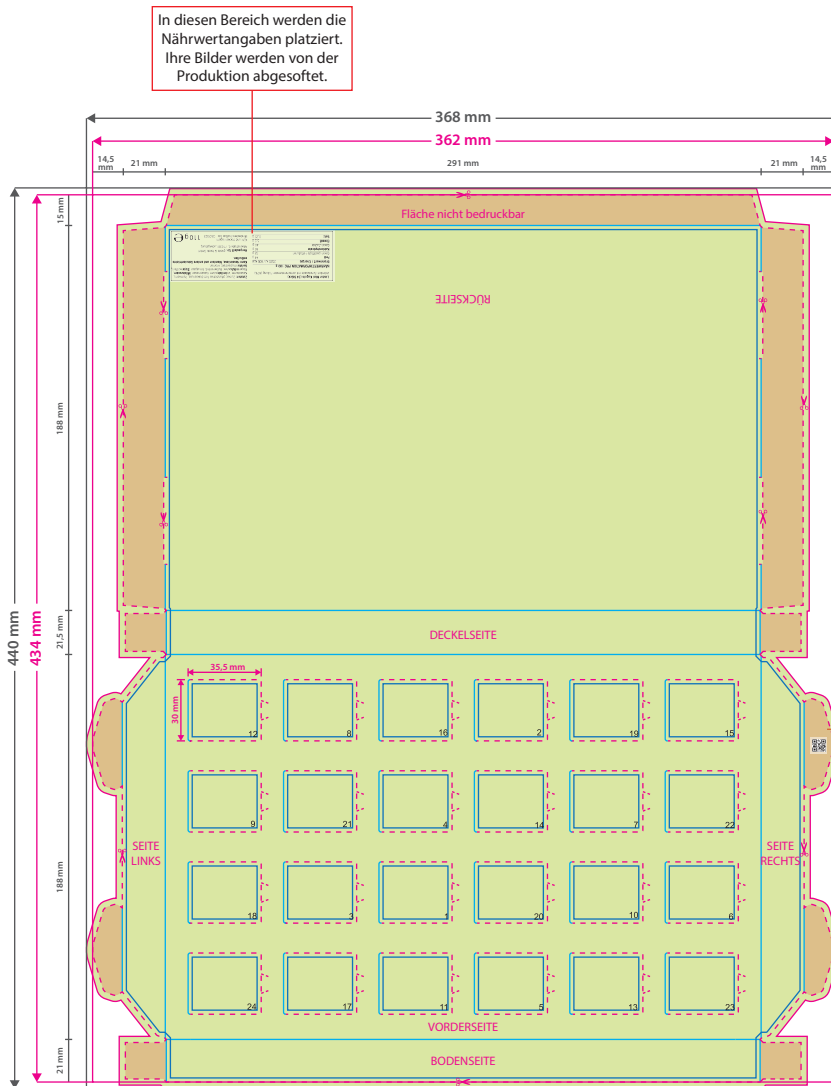 In diesen Bereich werden die
Nährwertangaben platziert.
Ihre Bilder werden von der
Produktion abgesoftet.
368 mm
362 mm
14,5
mm
21 mm
291 mm
21 mm
14,5
mm
15 mm
Fläche nicht bedruckbar
110 g e
RÜCKSEITE
188 mm
440 mm
434 mm
21,5 mm
DECKELSEITE
35,5 mm
30 mm
12
8
16
2
19
15
9
21
4
14
7
22
SEITE
LINKS
SEITE
RECHTS
188 mm
18
3
1
20
10
6
24
17
11
5
13
23
VORDERSEITE
21 mm
BODENSEITE